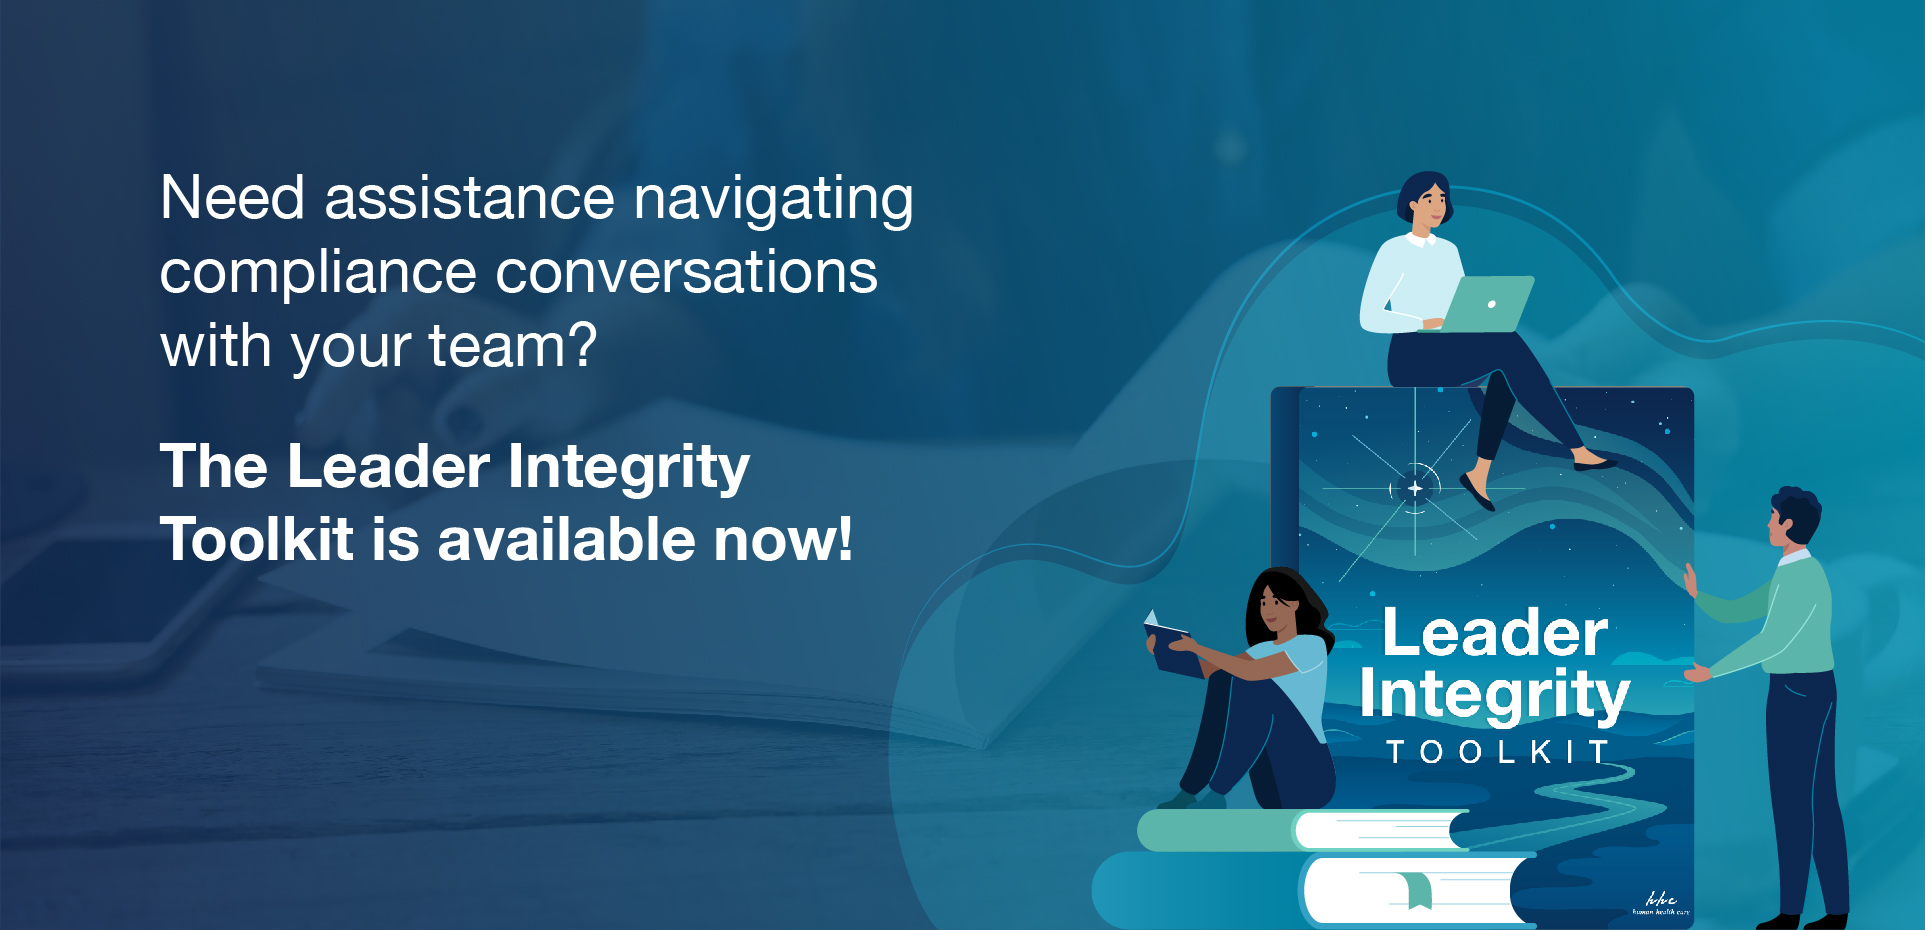 Need assistance navigating
compliance conversations
with your team?
The Leader Integrity
Toolkit is available now!
Leader
Integrity
TOOLKIT
hhc
human health care